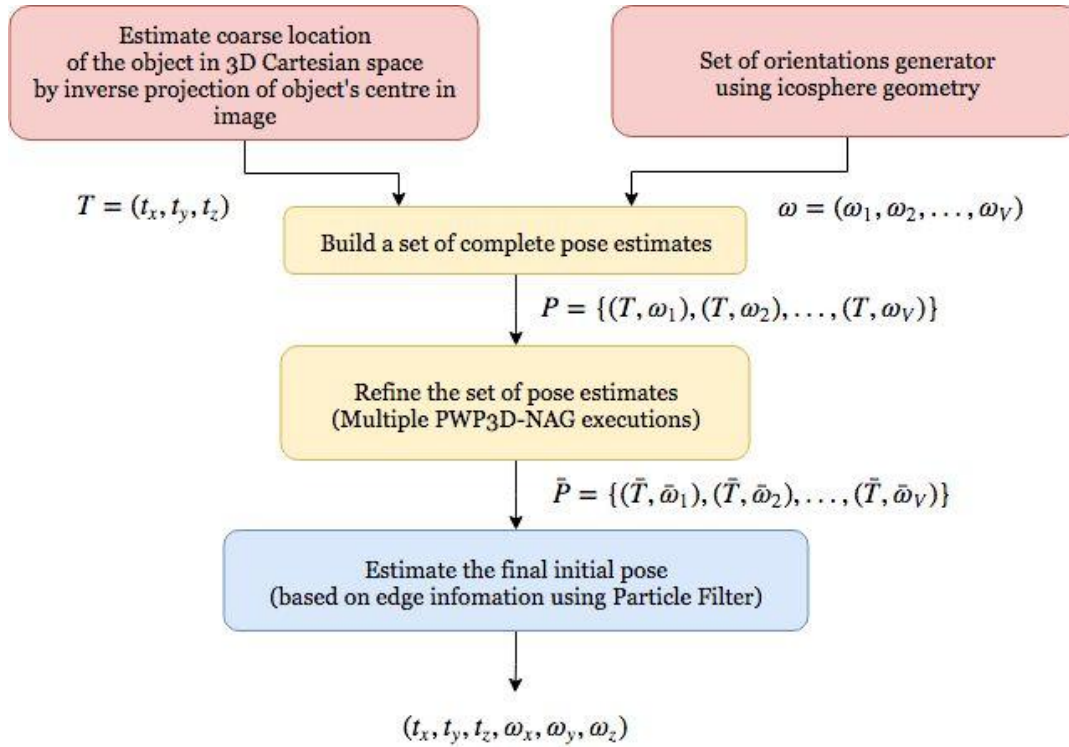 Estimate coarse location
of the object in 3D Cartesian space
by inverse projection of object's centre in
image
Set of orientations generator
using icosphere geometry
T = (t_x, t_y, t_z)
ω = (ω_1, ω_2, . . . , ω_V)
Build a set of complete pose estimates
P = {(T, ω_1), (T, ω_2), . . . , (T, ω_V)}
Refine the set of pose estimates
(Multiple PWP3D-NAG executions)
P̄ = {(T̄, ω̄_1), (T̄, ω̄_2), . . . , (T̄, ω̄_V)}
Estimate the final initial pose
(based on edge infomation using Particle Filter)
(t_x, t_y, t_z, ω_x, ω_y, ω_z)